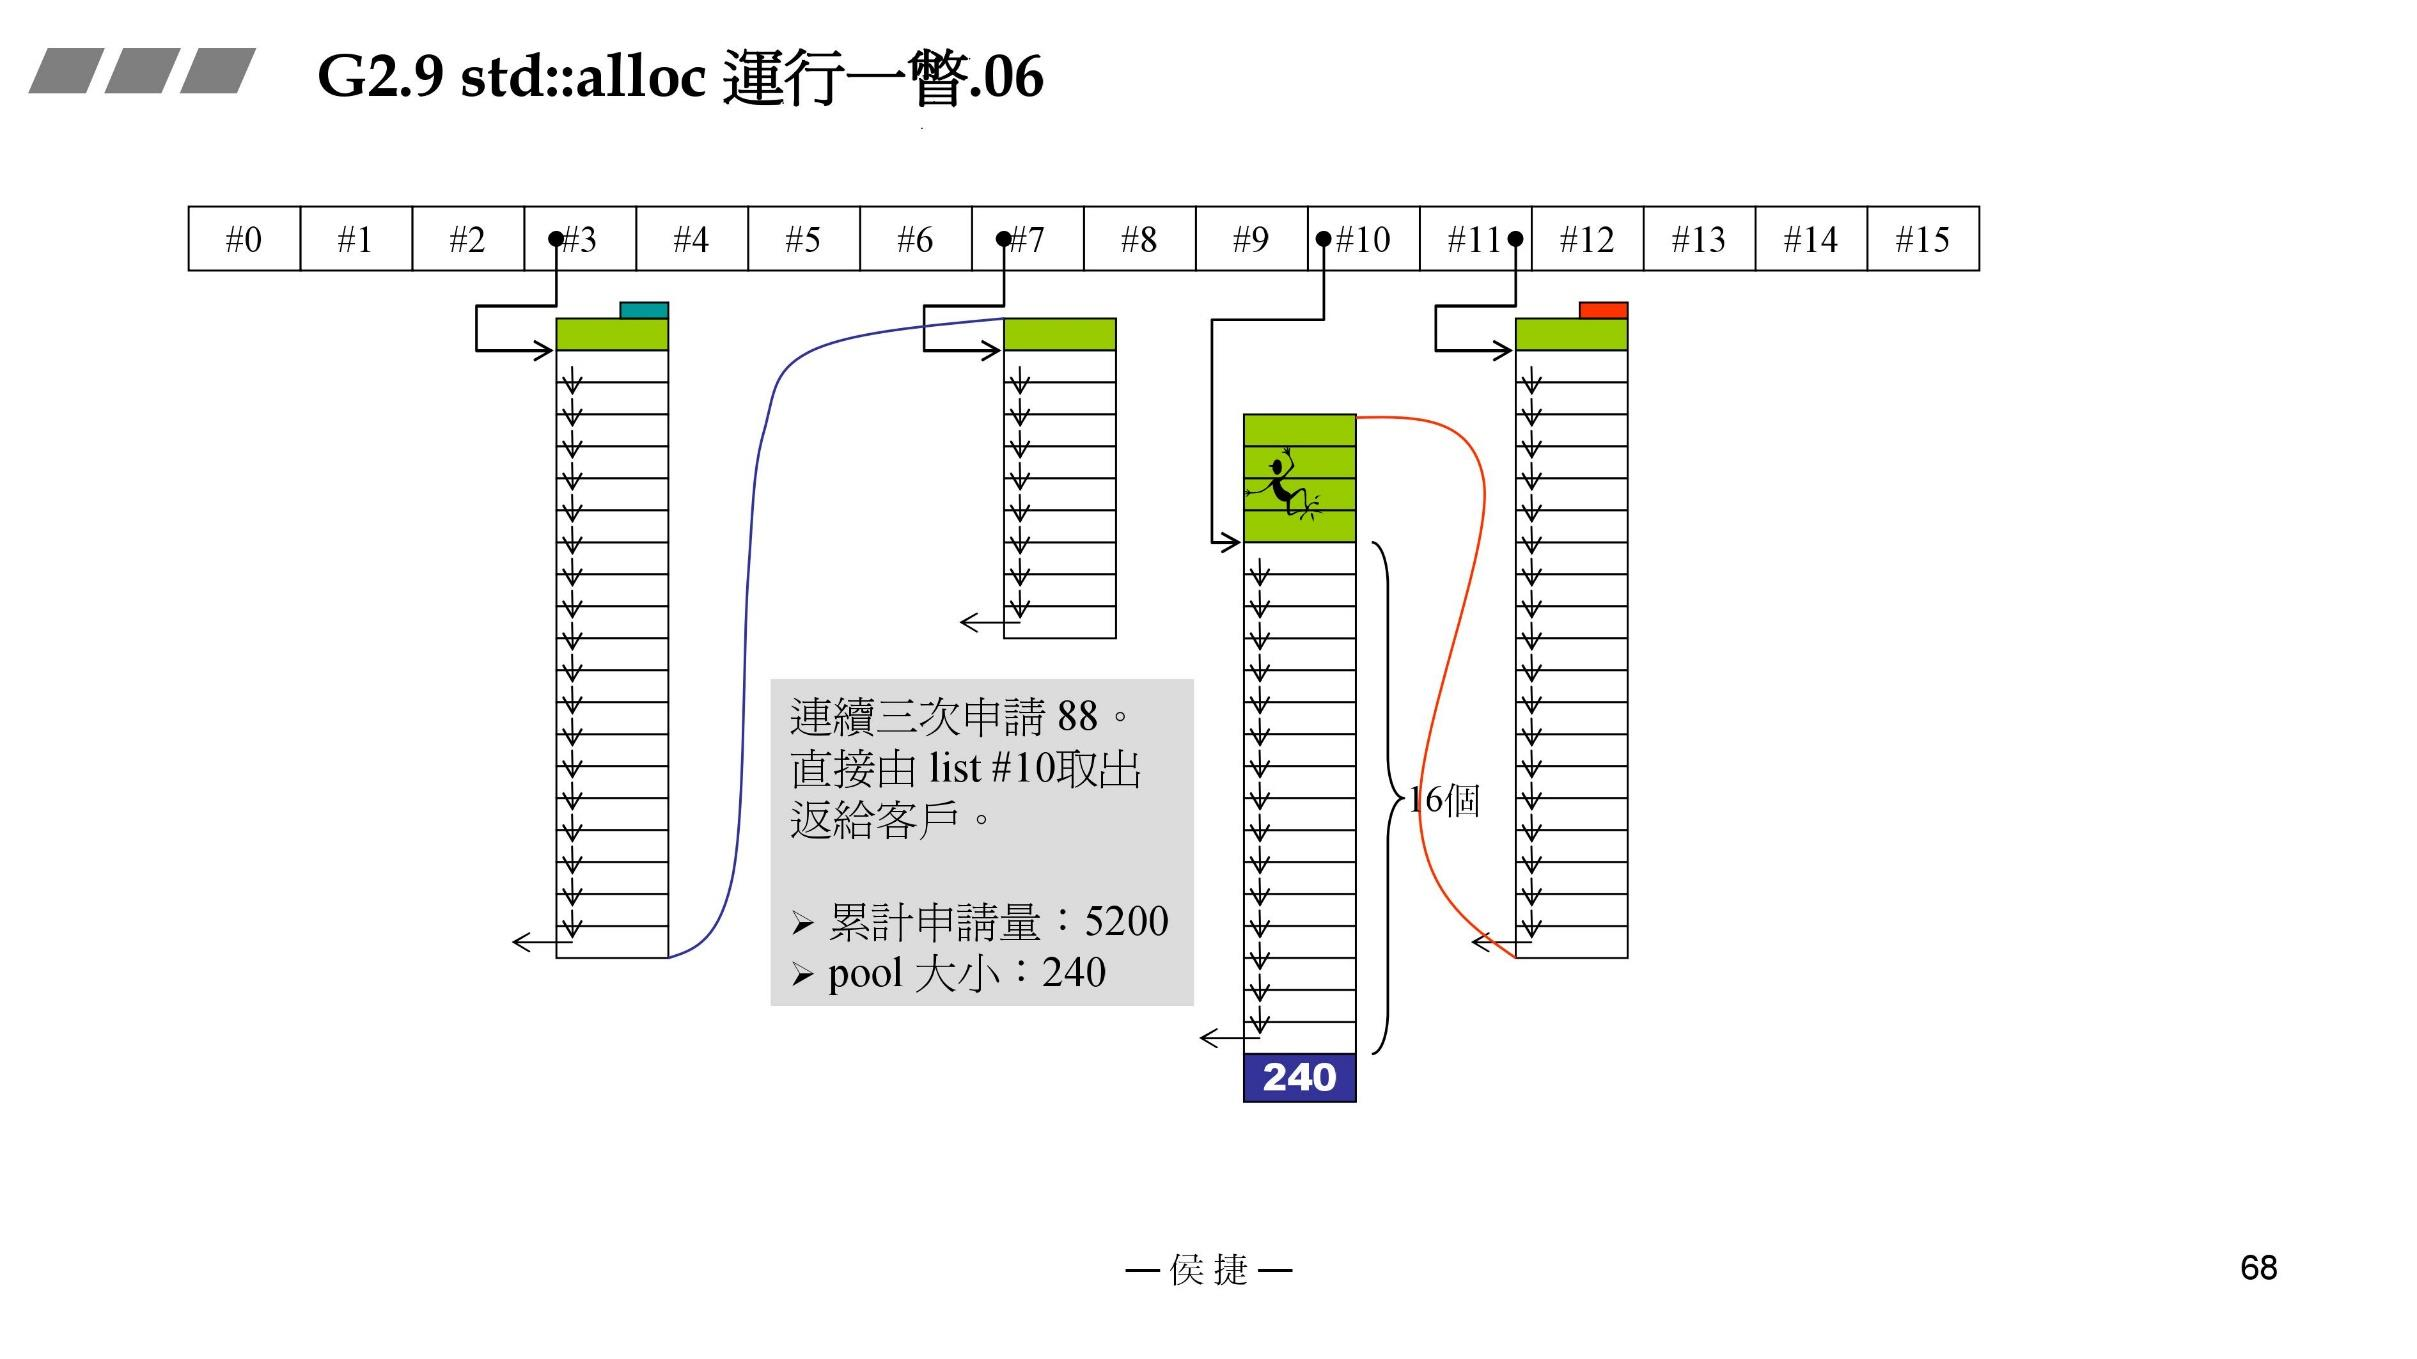 G2.9 std::alloc 運行一瞥.06
#0 #1 #2 #3 #4 #5 #6 #7 #8 #9 #10 #11 #12 #13 #14 #15
連續三次申請 88。
直接由 list #10取出
返給客戶。
➢ 累計申請量：5200
➢ pool 大小：240
16個
240
— 侯 捷 —
68